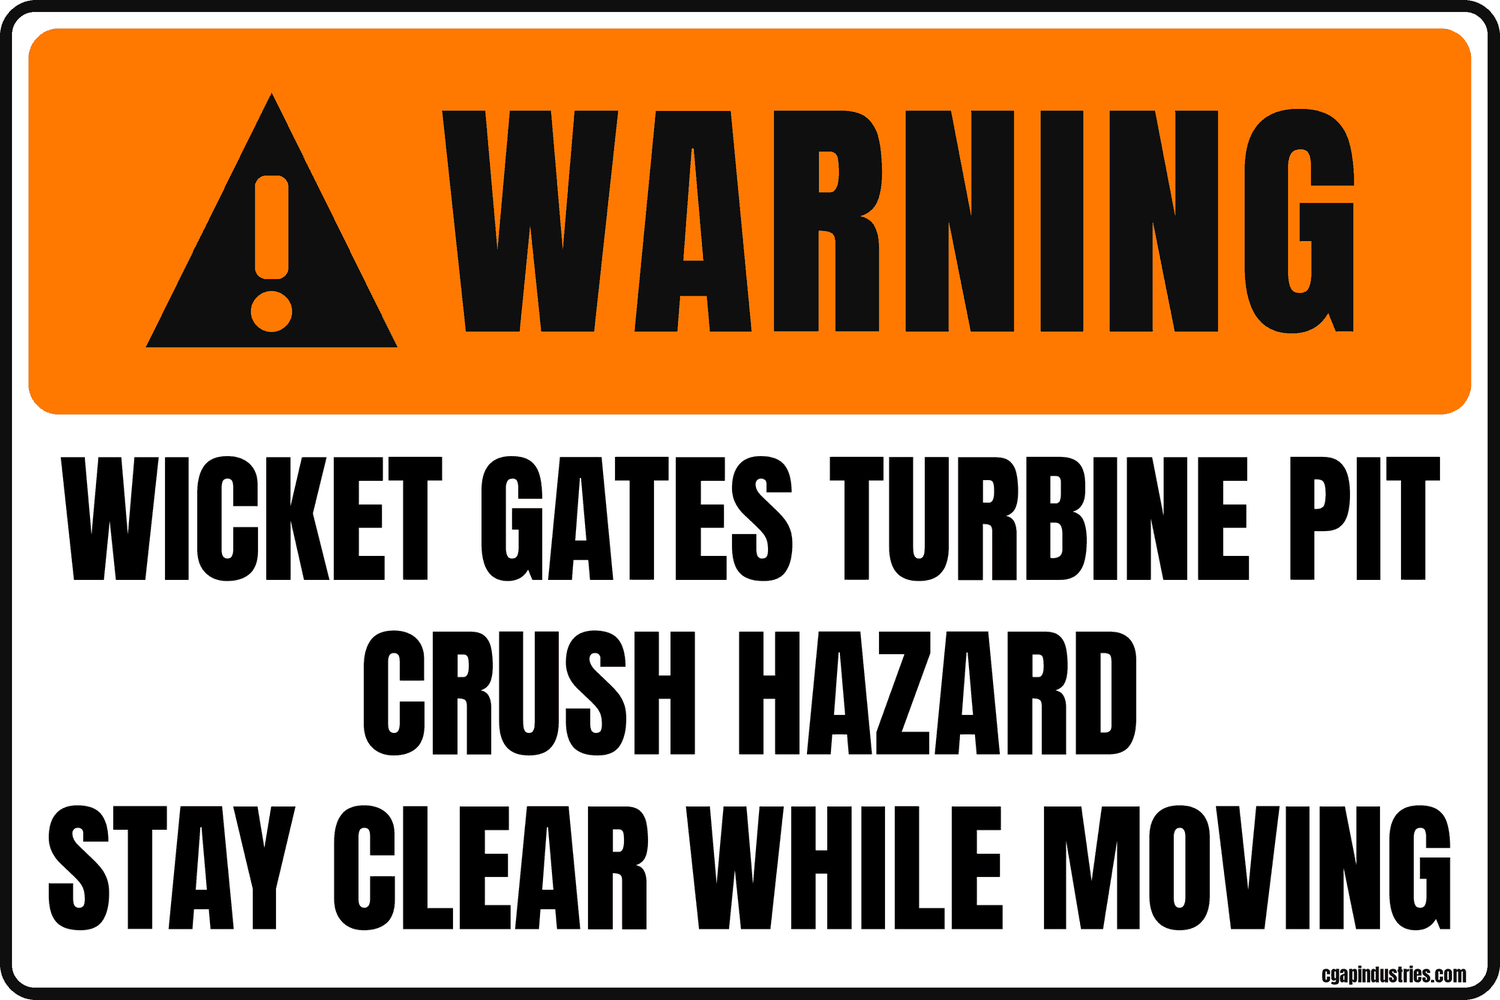 WARNING
WICKET GATES TURBINE PIT
CRUSH HAZARD
STAY CLEAR WHILE MOVING
cgapindustries.com